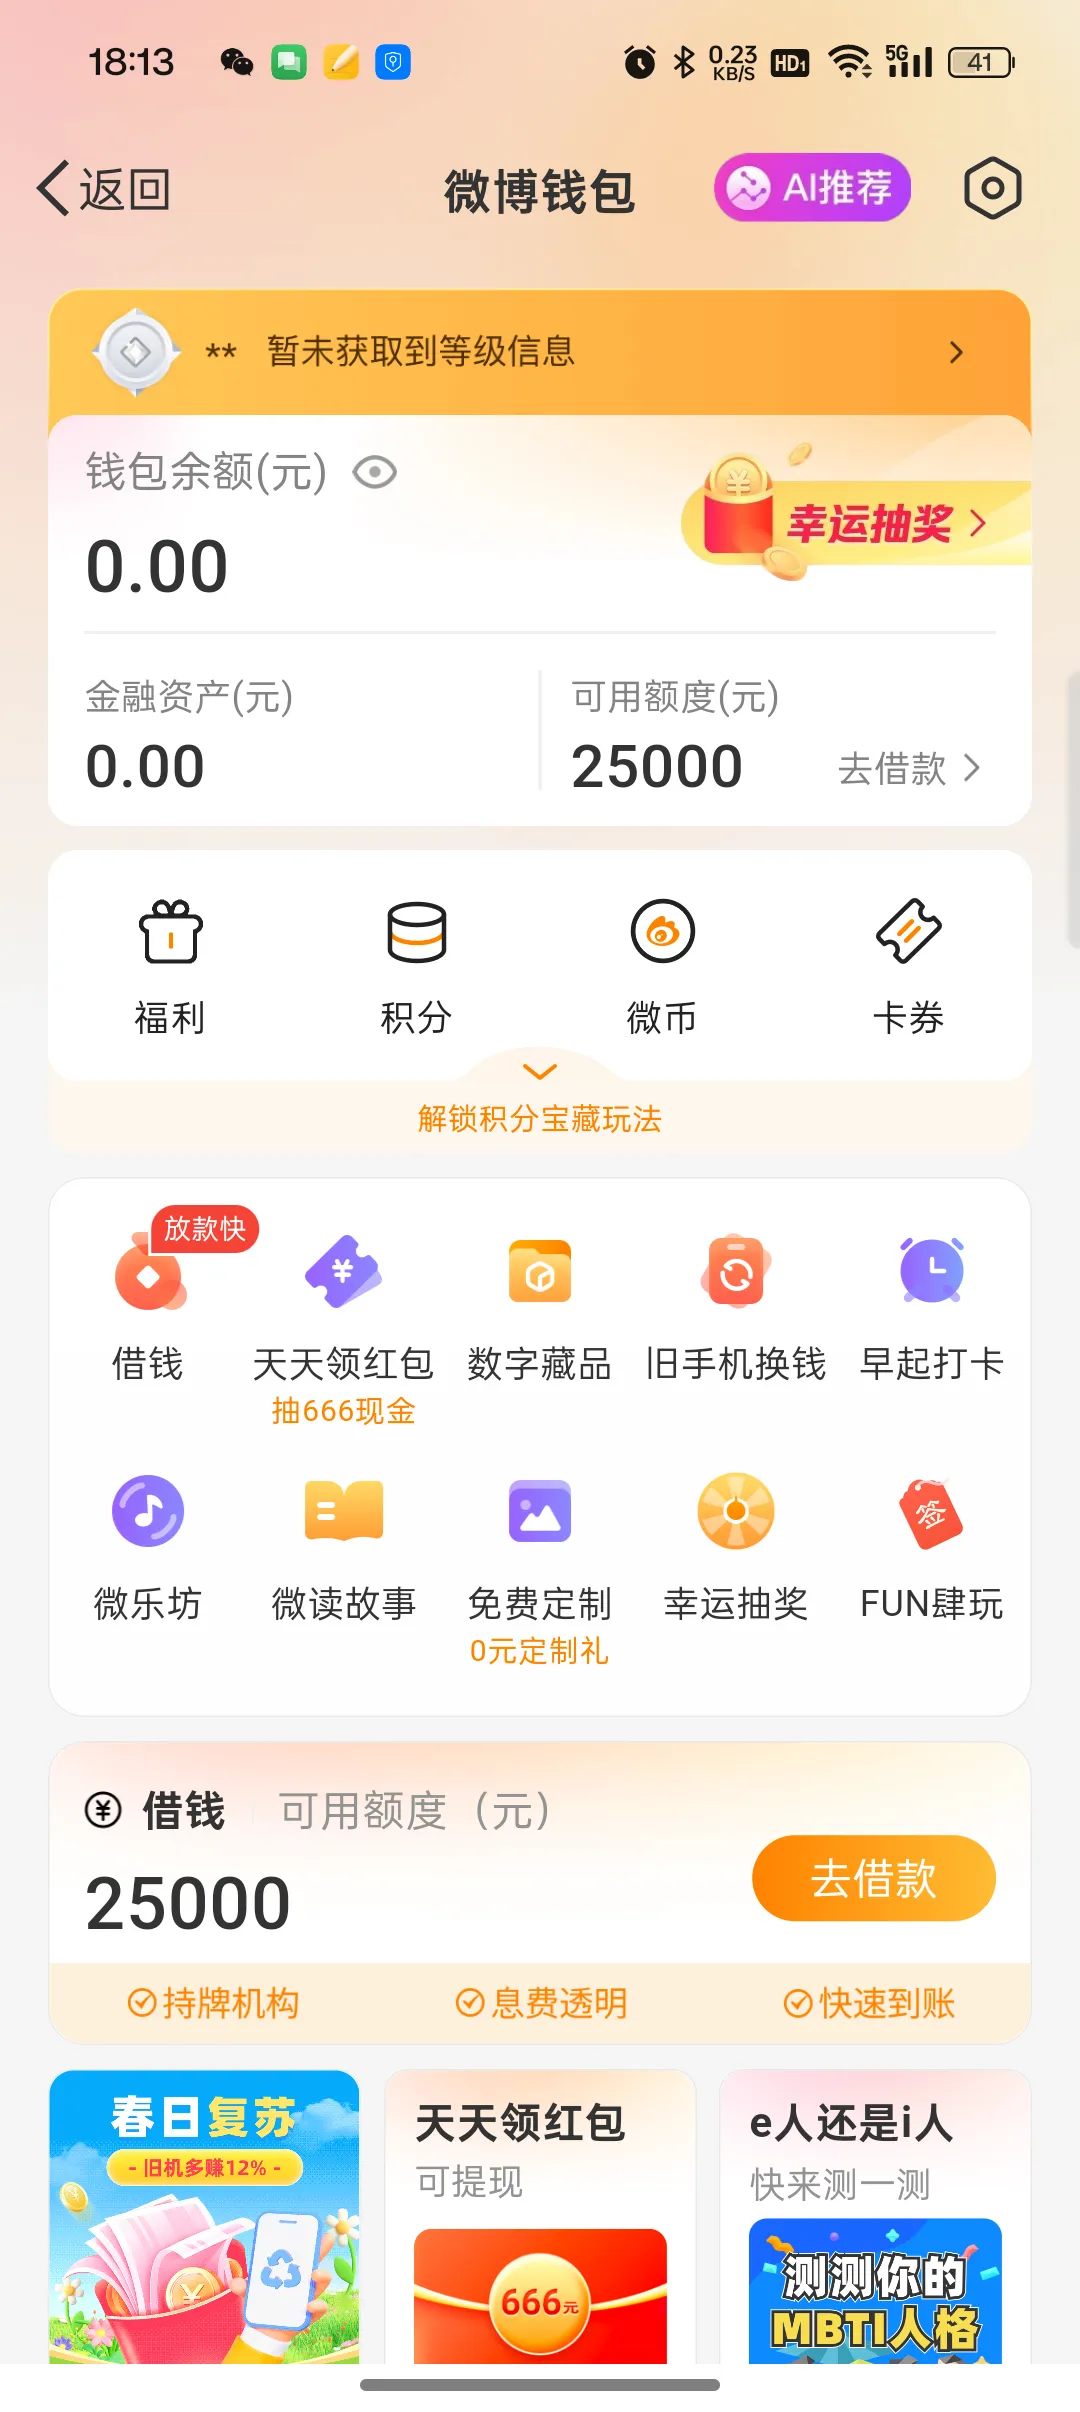 18:13
0.23
KB/S
HD1
5G
41
返回
微博钱包
AI推荐
** 暂未获取到等级信息
钱包余额(元)
0.00
幸运抽奖
金融资产(元)
0.00
可用额度(元)
25000
去借款
福利
积分
微币
卡券
解锁积分宝藏玩法
放款快
借钱
天天领红包
抽666现金
数字藏品
旧手机换钱
早起打卡
微乐坊
微读故事
免费定制
0元定制礼
幸运抽奖
签
FUN肆玩
借钱
可用额度（元）
25000
去借款
持牌机构
息费透明
快速到账
春日复苏
- 旧机多赚12% -
天天领红包
可提现
666元
e人还是i人
快来测一测
测测你的
MBTI人格